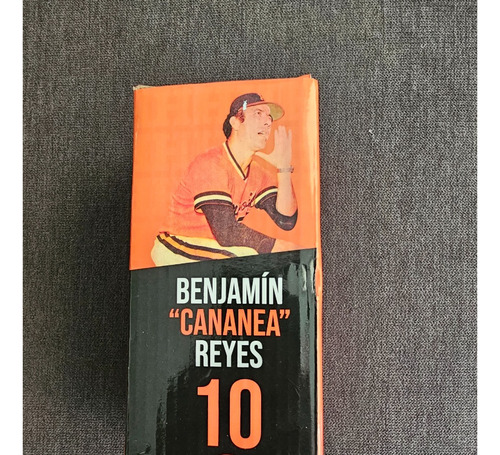 BENJAMÍN
“CANANEA”
REYES
10